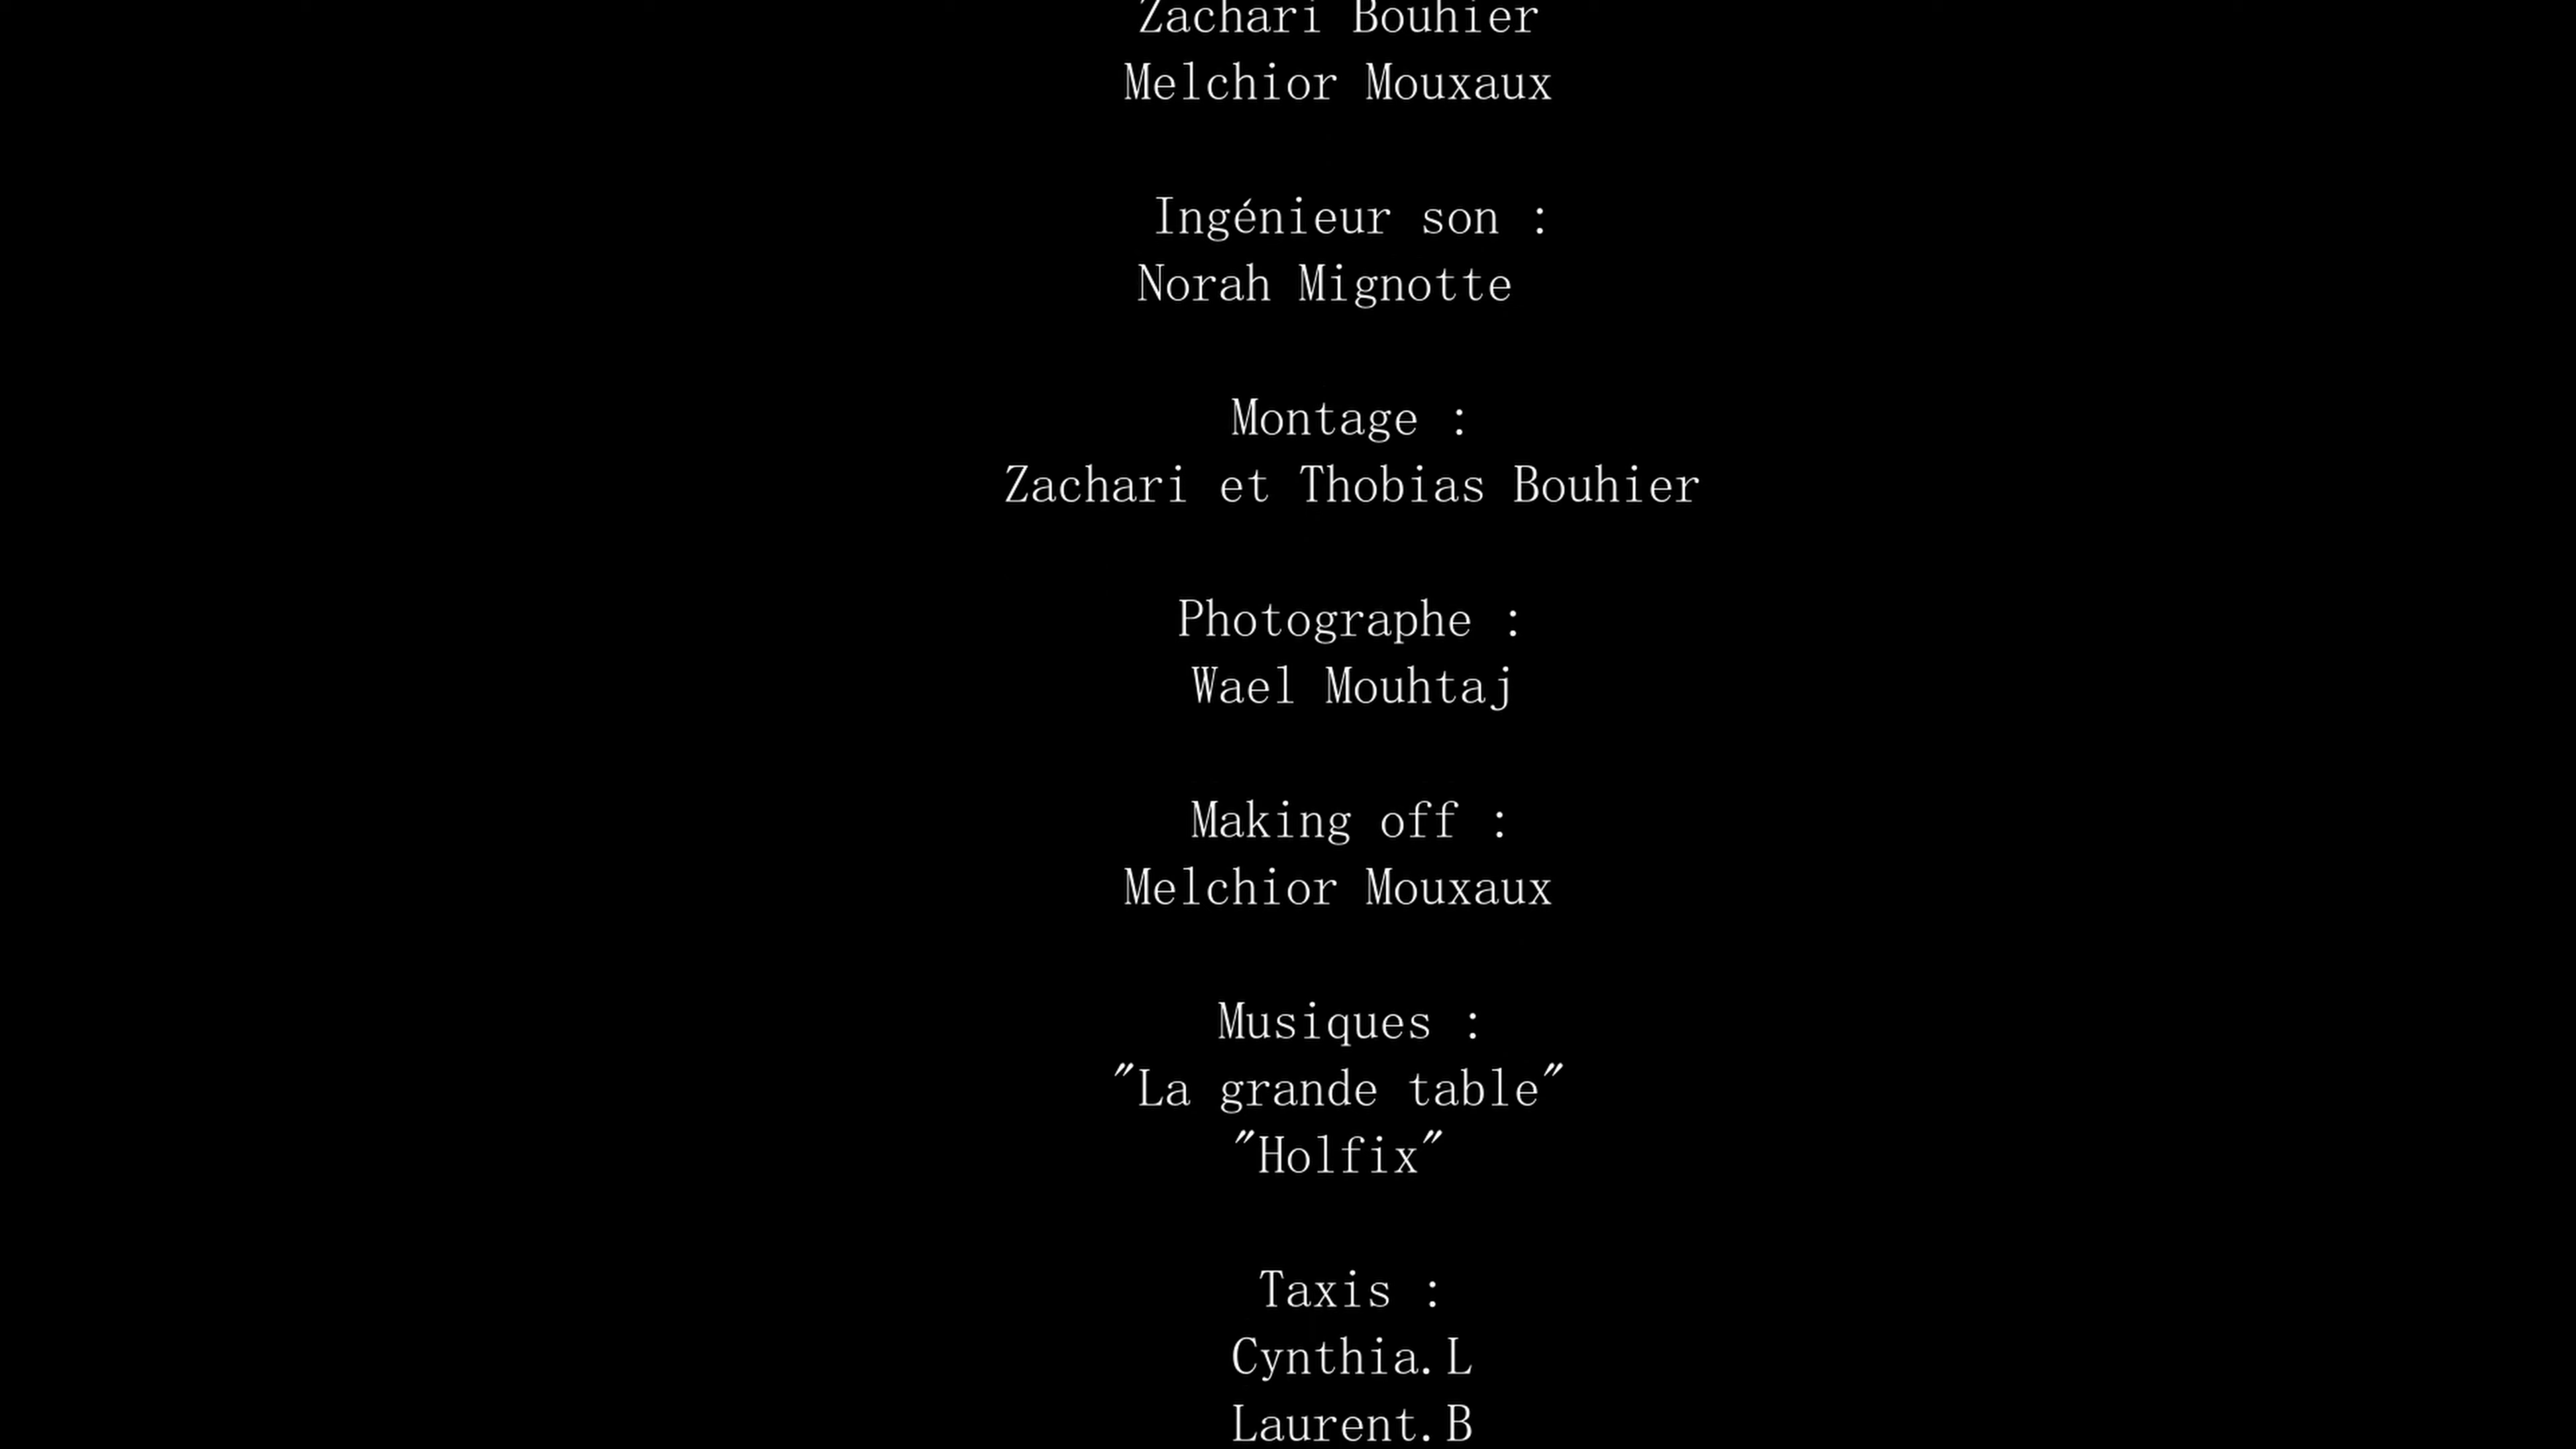 Zachari Bouhier
Melchior Mouxaux
Ingénieur son :
Norah Mignotte
Montage :
Zachari et Thobias Bouhier
Photographe :
Wael Mouhtaj
Making off :
Melchior Mouxaux
Musiques :
"La grande table"
"Holfix"
Taxis :
Cynthia.L
Laurent.B